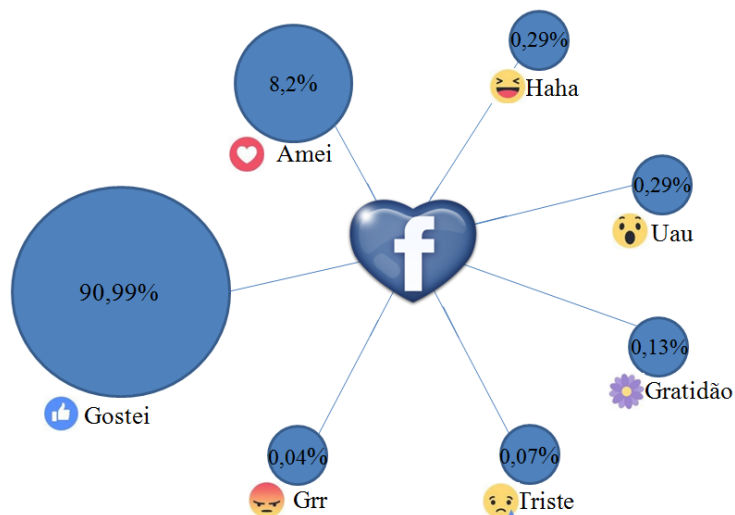 0,29%
Haha
8,2%
Amei
0,29%
Uau
90,99%
Gostei
0,13%
Gratidão
0,04%
Grr
0,07%
Triste
f